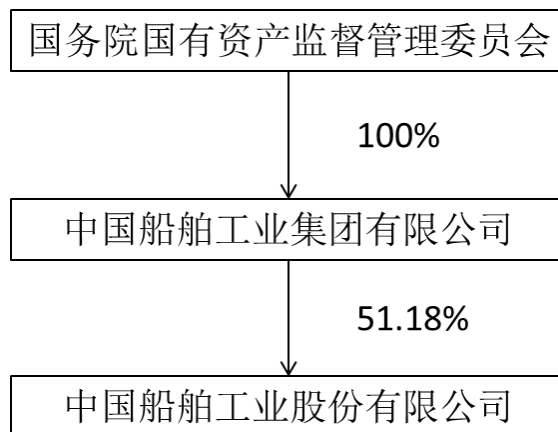 国务院国有资产监督管理委员会
100%
中国船舶工业集团有限公司
51.18%
中国船舶工业股份有限公司